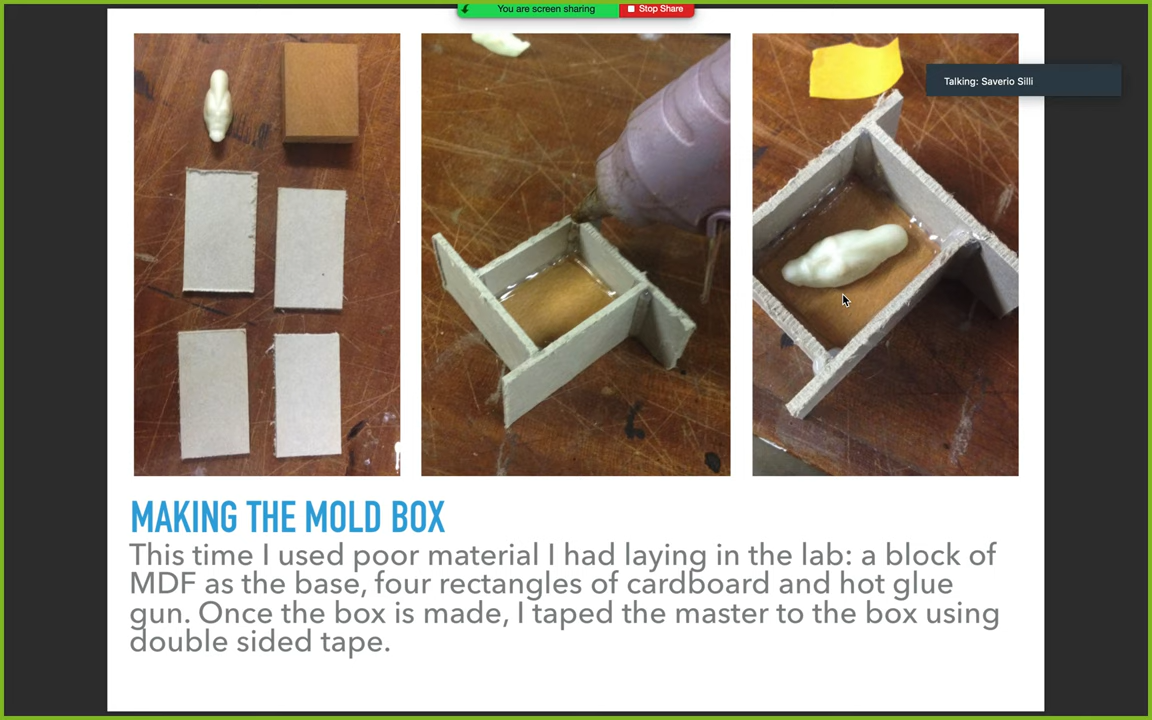 You are screen sharing
Stop Share
Talking: Saverio Silli
MAKING THE MOLD BOX
This time I used poor material I had laying in the lab: a block of
MDF as the base, four rectangles of cardboard and hot glue
gun. Once the box is made, I taped the master to the box using
double sided tape.